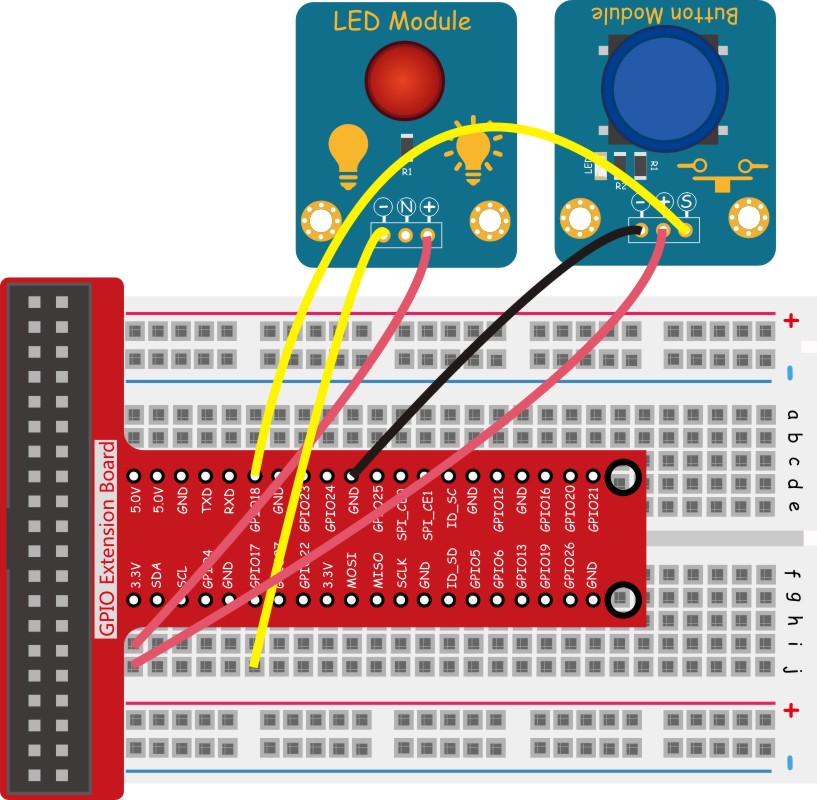 LED Module
Button Module
R1
LED
R2
R1
− N +
− + S
+
-
a
b
c
d
e
GPIO Extension Board
5.0V 5.0V GND TXD RXD GPIO18 GND GPIO23 GPIO24 GND GPIO25 SPI_CE0 SPI_CE1 ID_SC GND GPIO12 GND GPIO16 GPIO20 GPIO21
3.3V SDA SCL GPIO4 GND GPIO17 GPIO27 GPIO22 3.3V MOSI MISO SCLK GND ID_SD GPIO5 GPIO6 GPIO13 GPIO19 GPIO26 GND
f
g
h
i
j
+
-